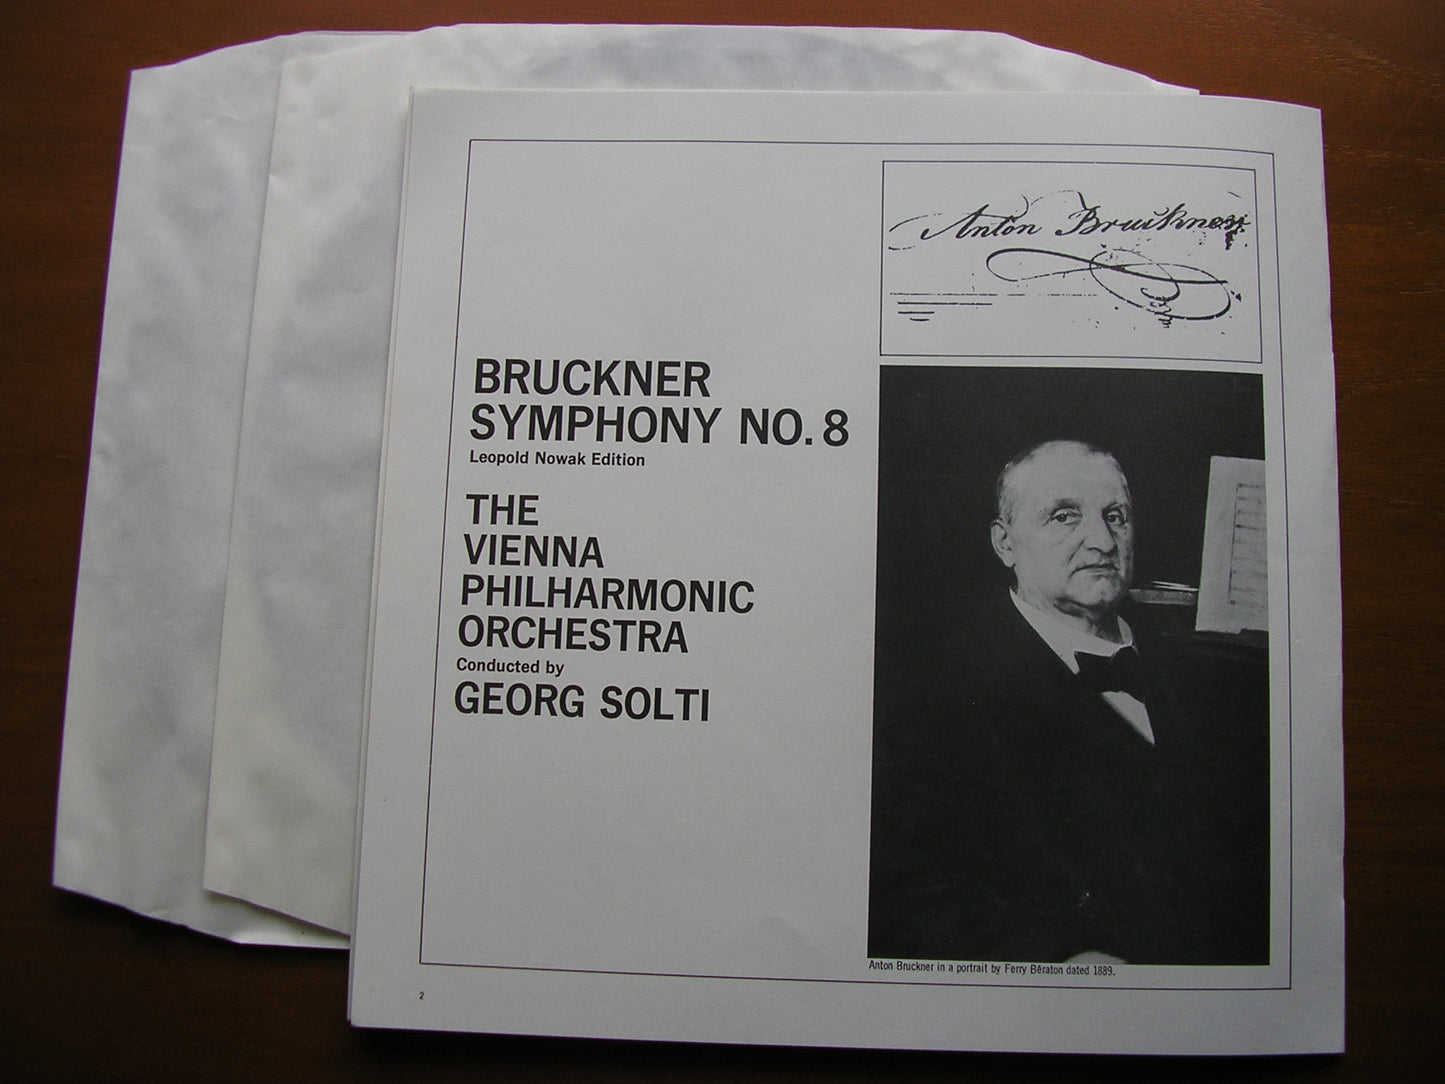 Anton Bruckner
BRUCKNER
SYMPHONY NO. 8
Leopold Nowak Edition
THE
VIENNA
PHILHARMONIC
ORCHESTRA
Conducted by
GEORG SOLTI
Anton Bruckner in a portrait by Ferry Bératon dated 1889.
2